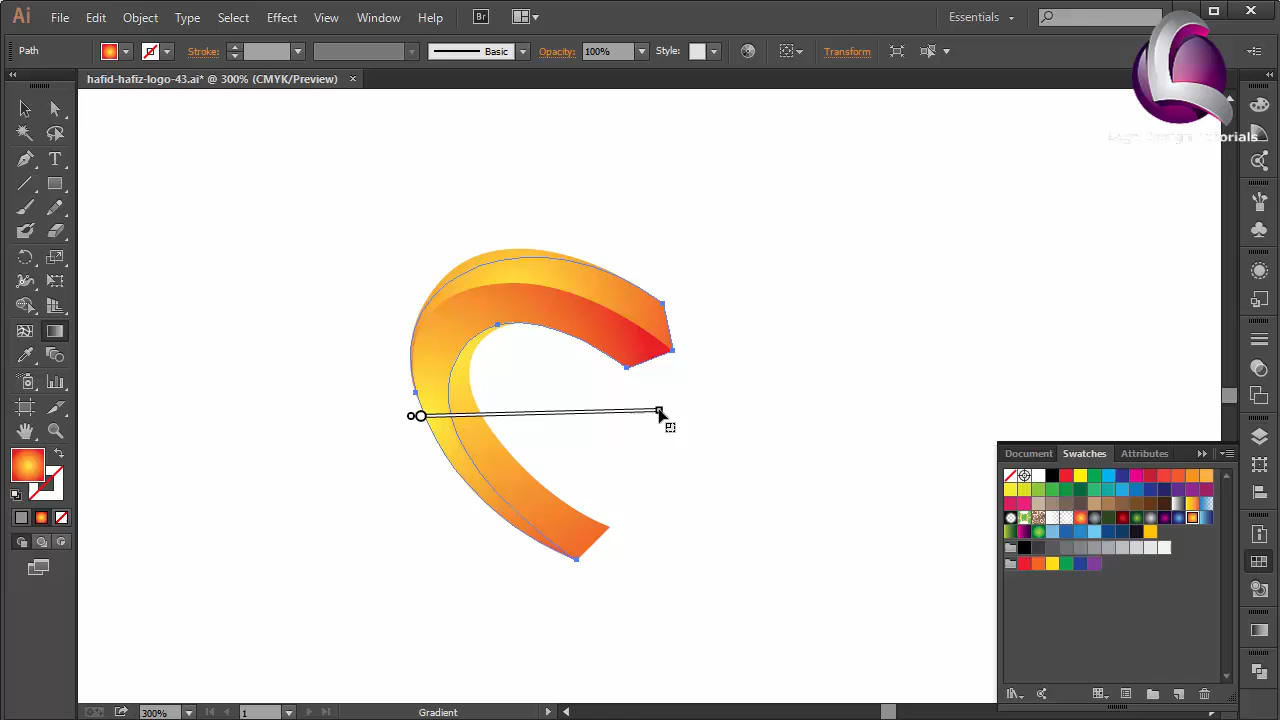 Ai File Edit Object Type Select Effect View Window Help Br Essentials
Path Stroke: Basic Opacity: 100% Style: Transform
hafid-hafiz-logo-43.ai* @ 300% (CMYK/Preview)
Tutorials
Document Swatches Attributes
300% 1 Gradient